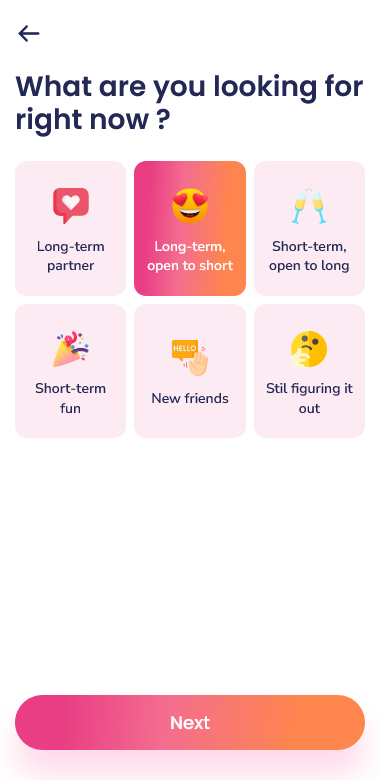 What are you looking for
right now ?
Long-term
partner
Long-term,
open to short
Short-term,
open to long
Short-term
fun
HELLO
New friends
Stil figuring it
out
Next